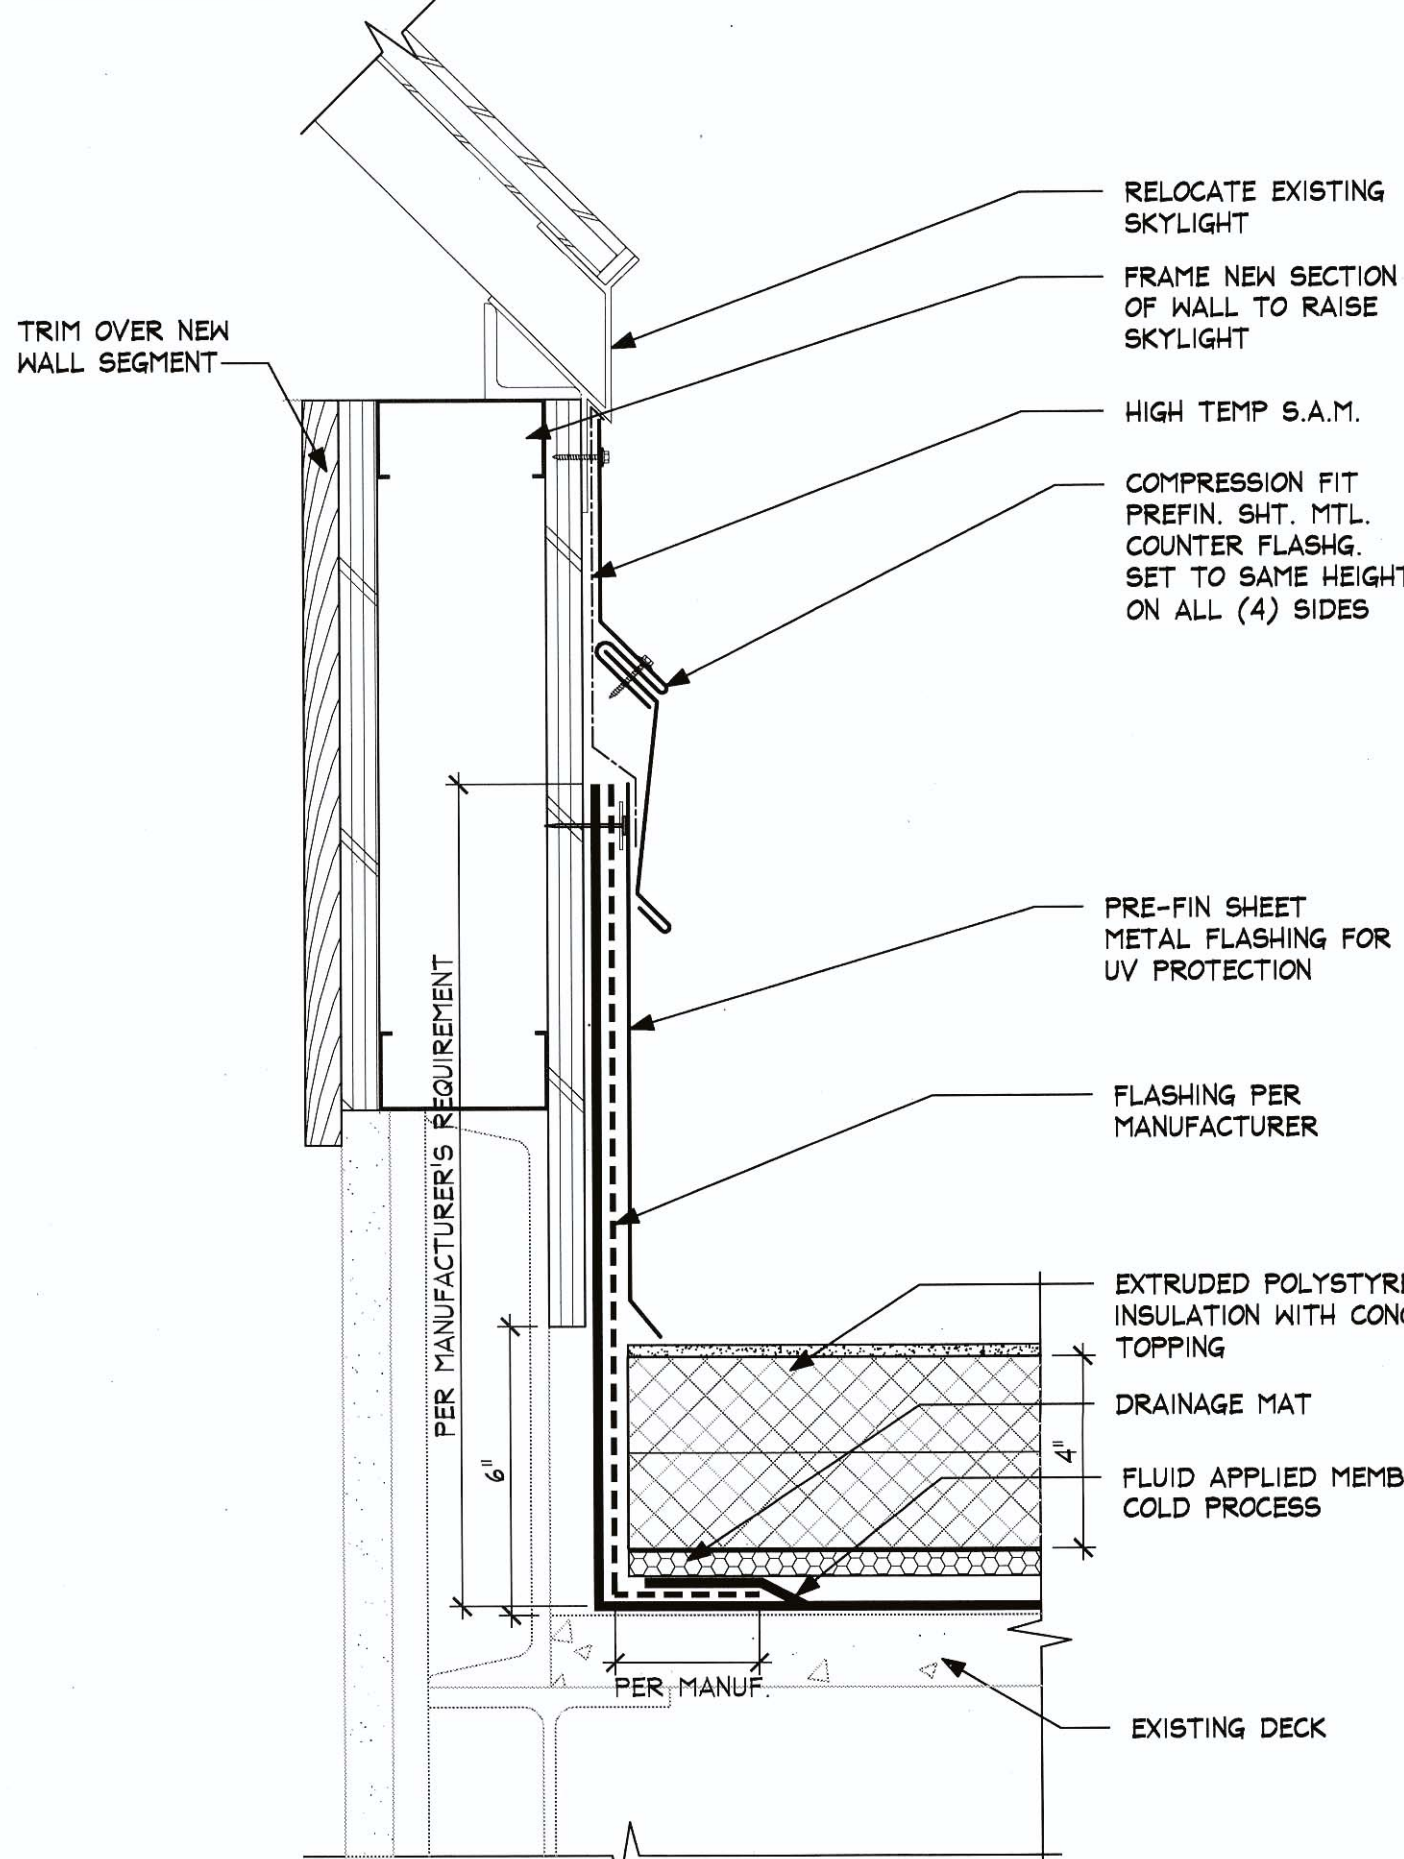 RELOCATE EXISTING
SKYLIGHT
FRAME NEW SECTION
OF WALL TO RAISE
SKYLIGHT
TRIM OVER NEW
WALL SEGMENT
HIGH TEMP S.A.M.
COMPRESSION FIT
PREFIN. SHT. MTL.
COUNTER FLASHG.
SET TO SAME HEIGHT
ON ALL (4) SIDES
PRE-FIN SHEET
METAL FLASHING FOR
UV PROTECTION
PER MANUFACTURER'S REQUIREMENT
FLASHING PER
MANUFACTURER
EXTRUDED
INSULATION WITH
TOPPING
DRAINAGE MAT
4"
6"
FLUID APPLIED
COLD PROCESS
PER MANUF.
EXISTING DECK